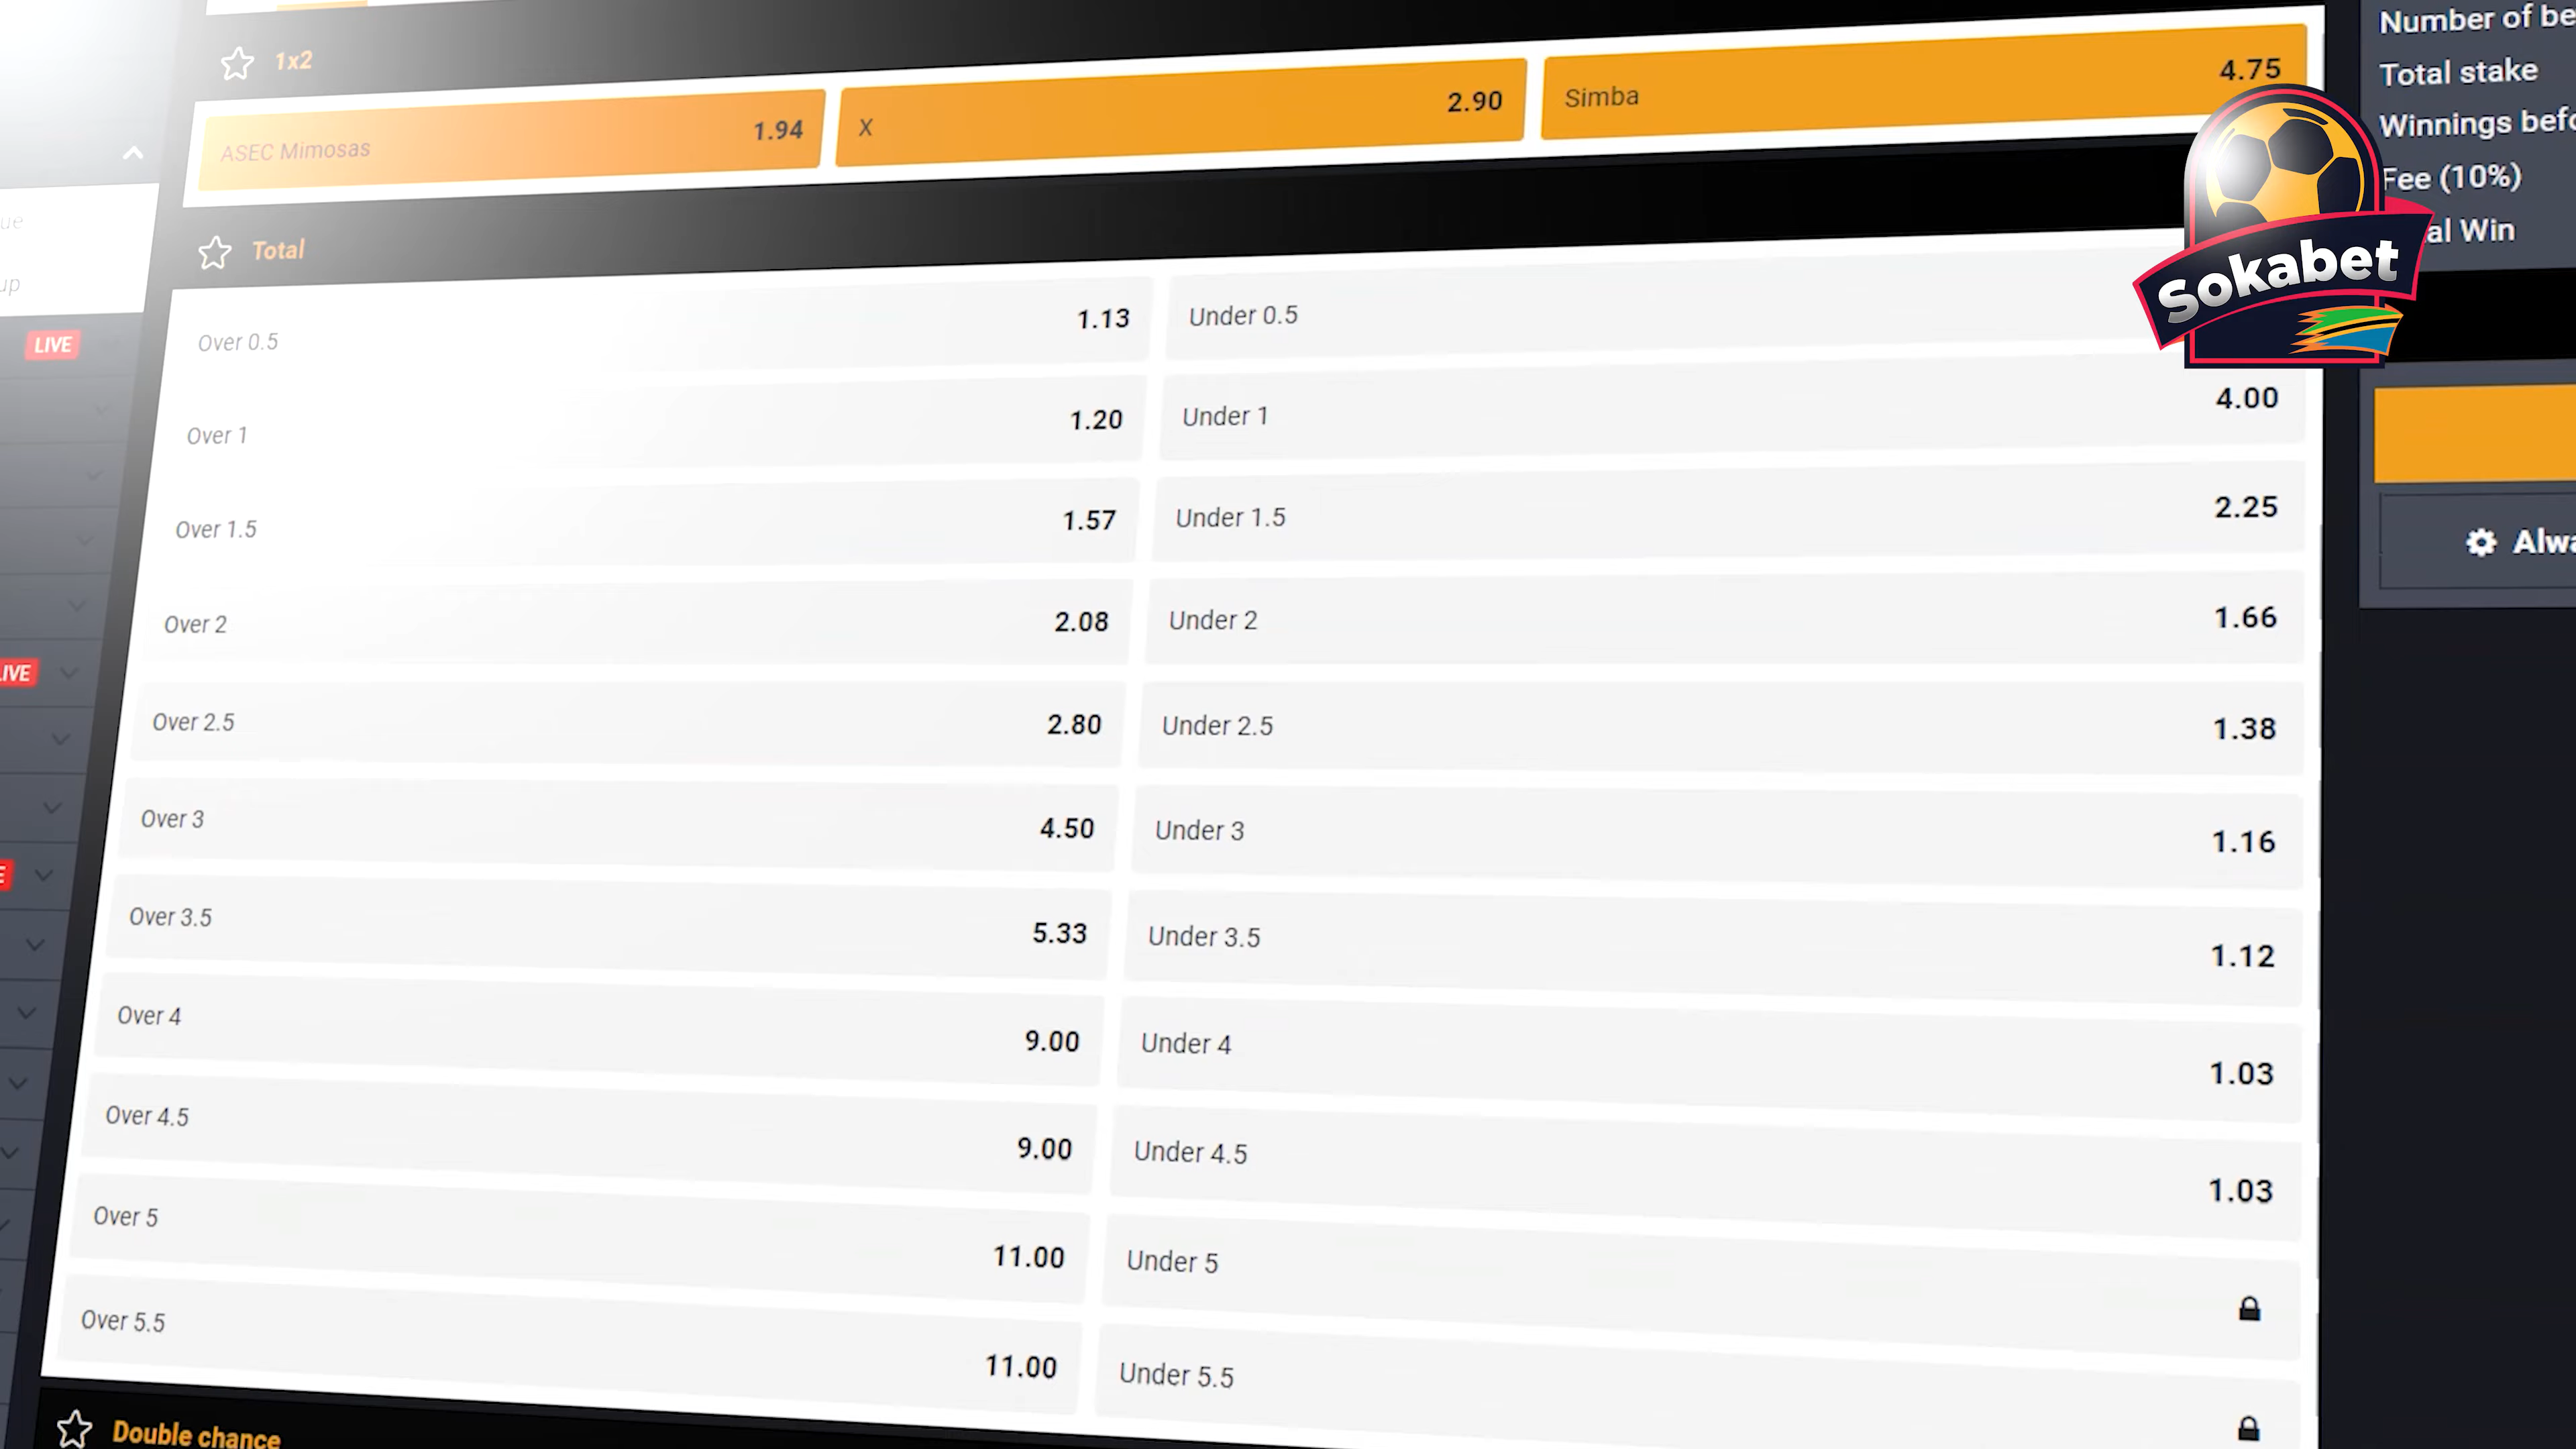 1x2
ASEC Mimosas 1.94 X 2.90 Simba 4.75
Total
Over 0.5 1.13 Under 0.5
Over 1 1.20 Under 1 4.00
Over 1.5 1.57 Under 1.5 2.25
Over 2 2.08 Under 2 1.66
Over 2.5 2.80 Under 2.5 1.38
Over 3 4.50 Under 3 1.16
Over 3.5 5.33 Under 3.5 1.12
Over 4 9.00 Under 4 1.03
Over 4.5 9.00 Under 4.5 1.03
Over 5 11.00 Under 5
Over 5.5 11.00 Under 5.5
Double chance
LIVE
Number of
Total stake
Winnings
Fee (10%)
Win
Sokabet